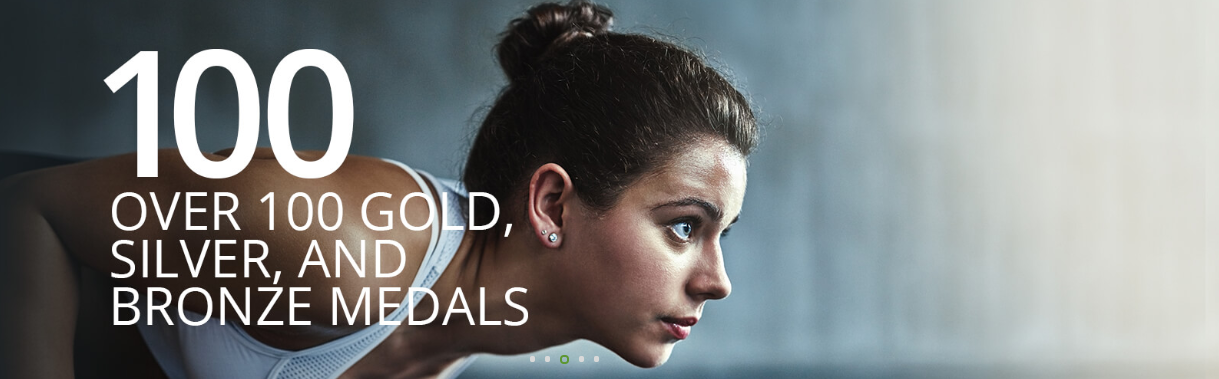 100
OVER 100 GOLD,
SILVER, AND
BRONZE MEDALS